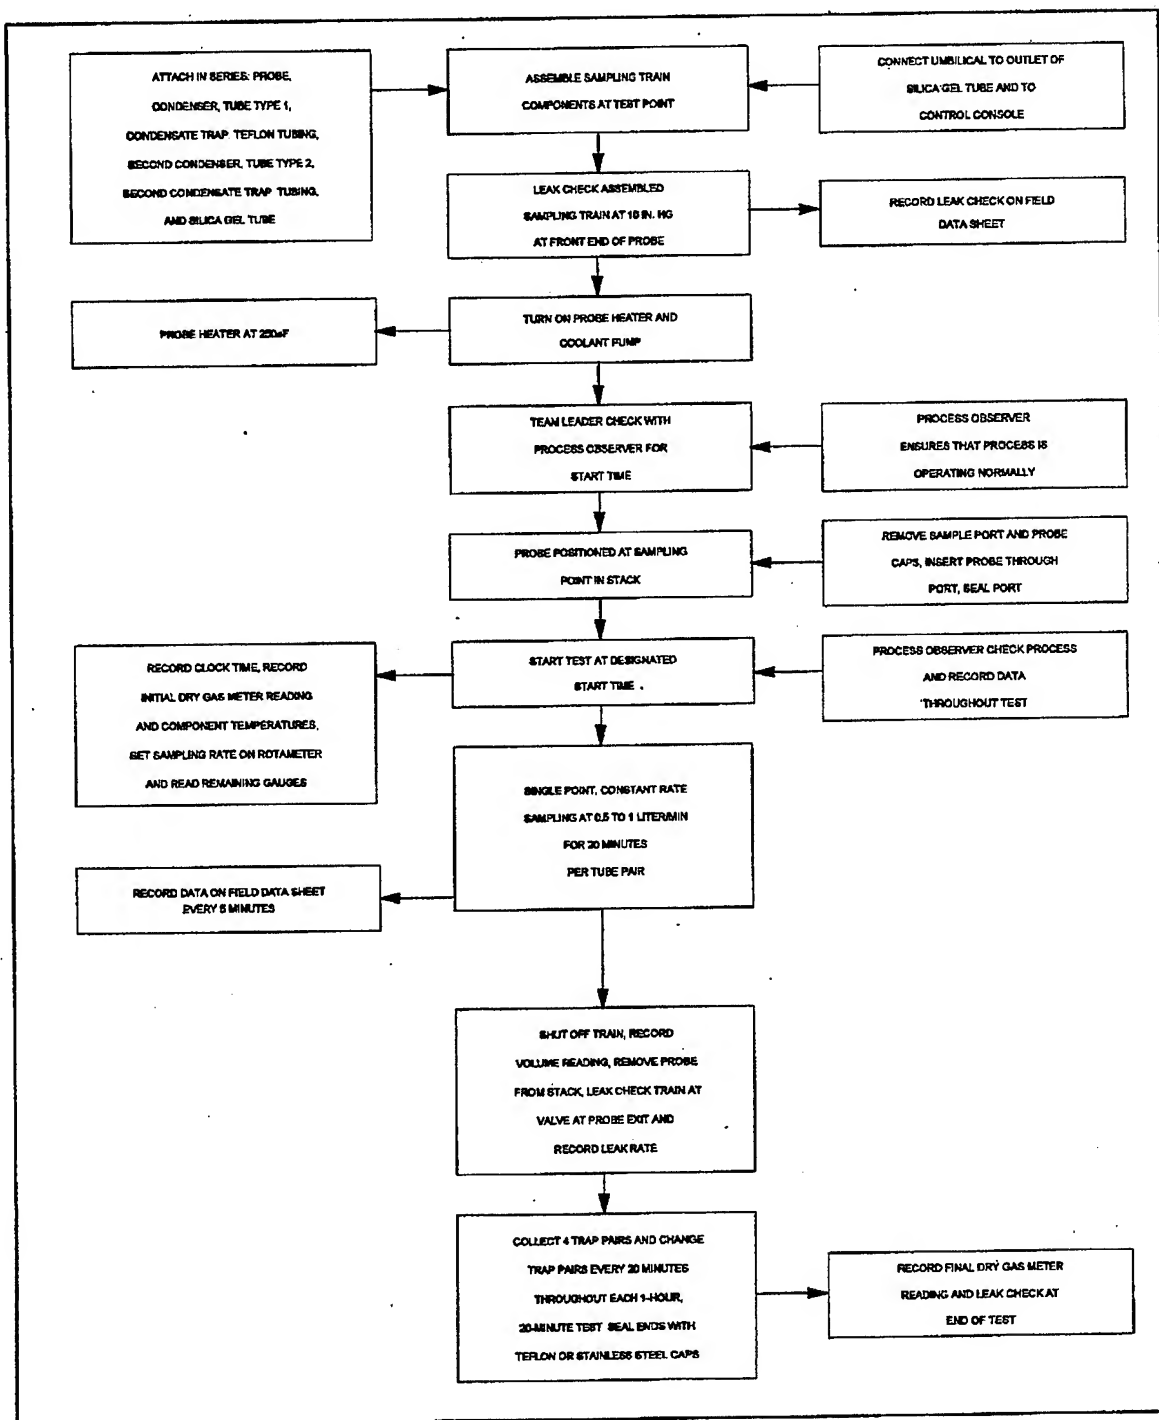 ATTACH IN SERIES: PROBE,
CONDENSER, TUBE TYPE 1,
CONDENSATE TRAP TEFLON TUBING,
SECOND CONDENSER, TUBE TYPE 2,
SECOND CONDENSATE TRAP TUBING,
AND SILICA GEL TUBE
ASSEMBLE SAMPLING TRAIN
COMPONENTS AT TEST POINT
CONNECT UMBILICAL TO OUTLET OF
SILICA GEL TUBE AND TO
CONTROL CONSOLE
LEAK CHECK ASSEMBLED
SAMPLING TRAIN AT 10 IN. HG
AT FRONT END OF PROBE
RECORD LEAK CHECK ON FIELD
DATA SHEET
PROBE HEATER AT
TURN ON PROBE HEATER AND
COOLANT PUMP
TEAM LEADER CHECK WITH
PROCESS OBSERVER FOR
START TIME
PROCESS OBSERVER
ENSURES THAT PROCESS IS
OPERATING NORMALLY
PROBE POSITIONED AT SAMPLING
POINT IN STACK
REMOVE SAMPLE PORT AND PROBE
CAPS, INSERT PROBE THROUGH
PORT, SEAL PORT
RECORD CLOCK TIME, RECORD
INITIAL DRY GAS METER READING
AND COMPONENT TEMPERATURES,
SET SAMPLING RATE ON ROTAMETER
AND READ REMAINING GAUGES
START TEST AT DESIGNATED
START TIME .
PROCESS OBSERVER CHECK PROCESS
AND RECORD DATA
THROUGHOUT TEST
SINGLE POINT, CONSTANT RATE
SAMPLING AT 0.5 TO 1 LITER/MIN
FOR 20 MINUTES
PER TUBE PAIR
RECORD DATA ON FIELD DATA SHEET
EVERY 5 MINUTES
SHUT OFF TRAIN, RECORD
VOLUME READING, REMOVE PROBE
FROM STACK, LEAK CHECK TRAIN AT
VALVE AT PROBE EXIT AND
RECORD LEAK RATE
COLLECT 4 TRAP PAIRS AND CHANGE
TRAP PAIRS EVERY 20 MINUTES
THROUGHOUT EACH 1-HOUR,
20-MINUTE TEST SEAL ENDS WITH
TEFLON OR STAINLESS STEEL CAPS
RECORD FINAL DRY GAS METER
READING AND LEAK CHECK AT
END OF TEST